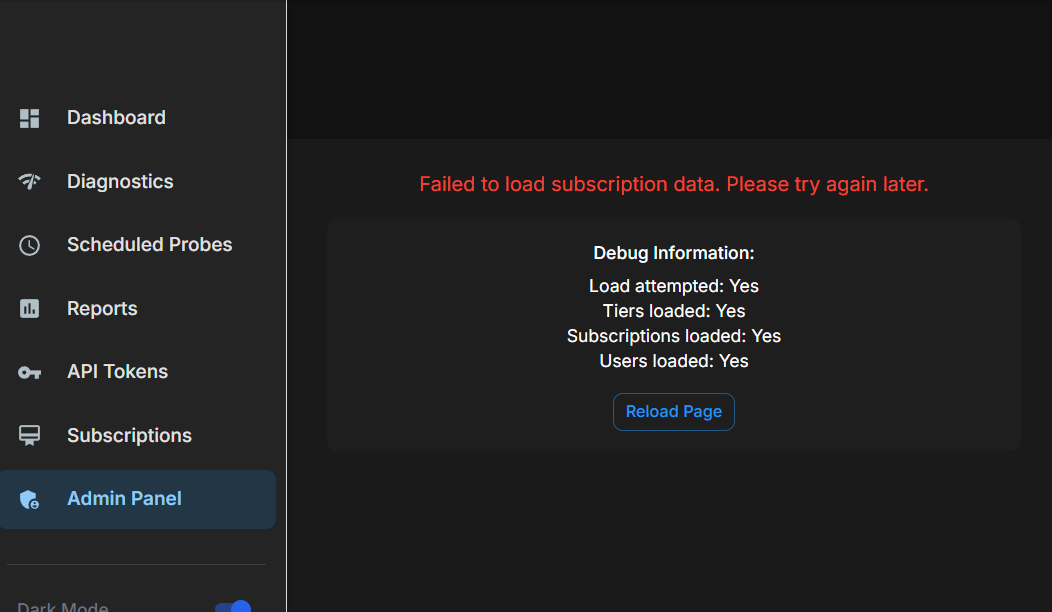 Dashboard
Diagnostics
Scheduled Probes
Reports
API Tokens
Subscriptions
Admin Panel
Dark Mode
Failed to load subscription data. Please try again later.
Debug Information:
Load attempted: Yes
Tiers loaded: Yes
Subscriptions loaded: Yes
Users loaded: Yes
Reload Page